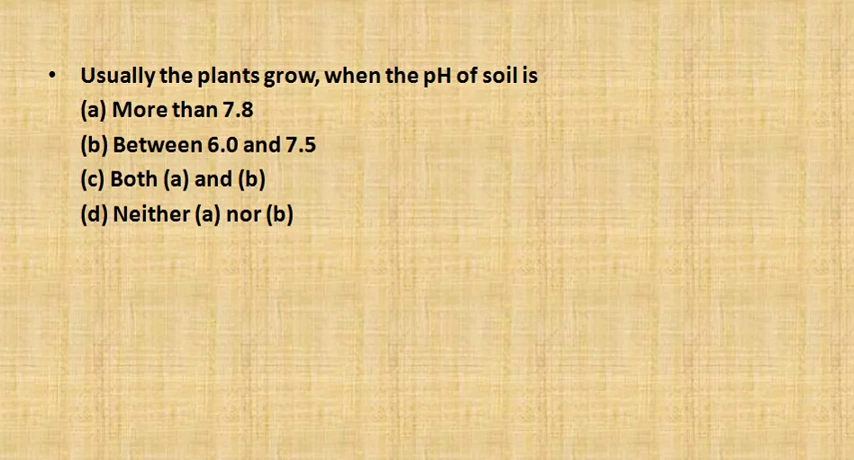 • Usually the plants grow, when the pH of soil is
(a) More than 7.8
(b) Between 6.0 and 7.5
(c) Both (a) and (b)
(d) Neither (a) nor (b)